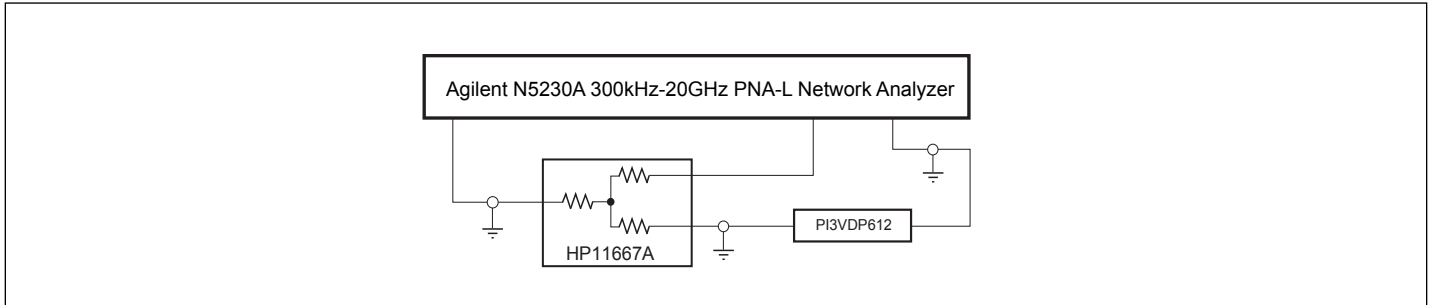 Agilent N5230A 300kHz-20GHz PNA-L Network Analyzer
PI3VDP612
HP11667A